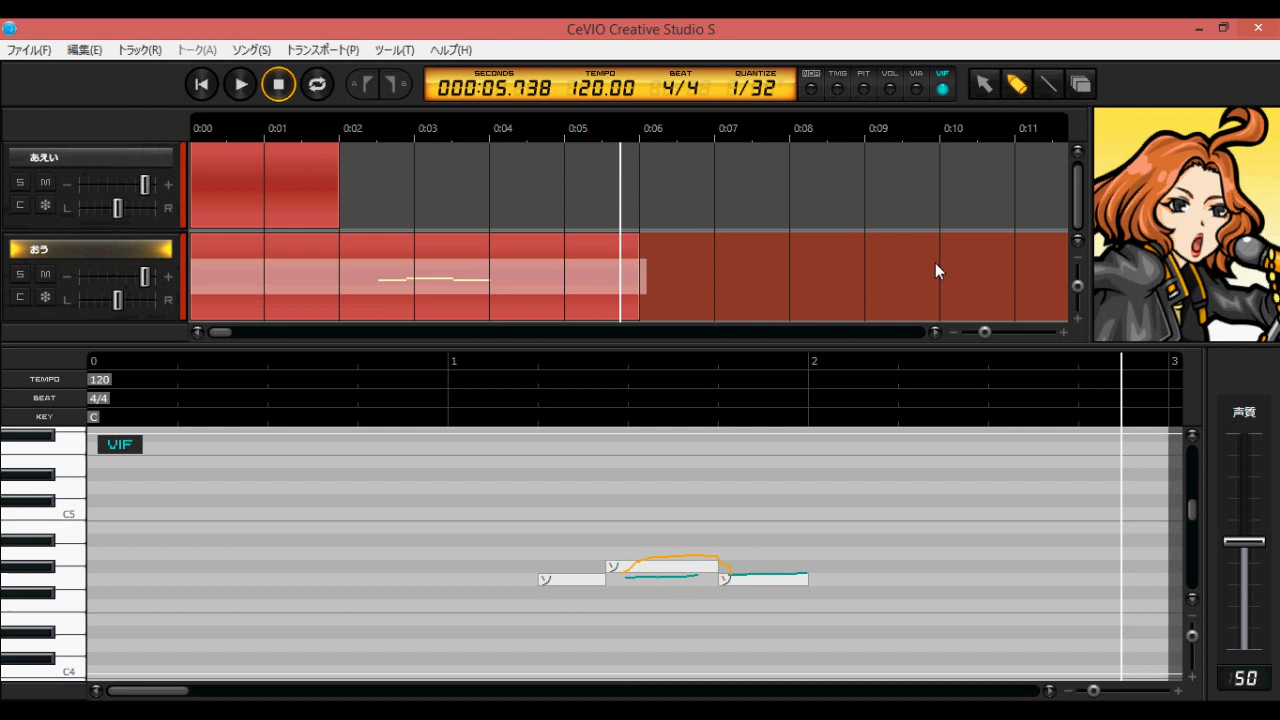 CeVIO Creative Studio S
ファイル(F) 編集(E) トラック(R) トーク(A) ソング(S) トランスポート(P) ツール(T) ヘルプ(H)
SECONDS TEMPO BEAT QUANTIZE
000:05.738 120.00 4/4 1/32
TMG PIT VOL VIA VIF
A B
0:00 0:01 0:02 0:03 0:04 0:05 0:06 0:07 0:08 0:09 0:10 0:11
あえい
S M
C L R
おう
S M
C L R
0 1 2 3
TEMPO 120
BEAT 4/4
KEY C
VIF
声質
C5
ソ ソ ソ
C4
50